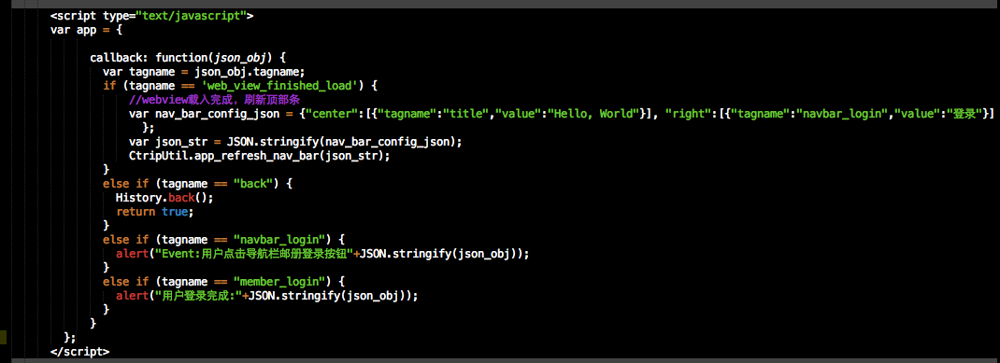 <script type="text/javascript">
var app = {
callback: function(json_obj) {
var tagname = json_obj.tagname;
if (tagname == 'web_view_finished_load') {
//webview载入完成，刷新顶部条
var nav_bar_config_json = {"center":[{"tagname":"title","value":"Hello, World"}], "right":[{"tagname":"navbar_login","value":"登录"}]
};
var json_str = JSON.stringify(nav_bar_config_json);
CtripUtil.app_refresh_nav_bar(json_str);
}
else if (tagname == "back") {
History.back();
return true;
}
else if (tagname == "navbar_login") {
alert("Event:用户点击导航栏邮册登录按钮"+JSON.stringify(json_obj));
}
else if (tagname == "member_login") {
alert("用户登录完成:"+JSON.stringify(json_obj));
}
}
};
</script>